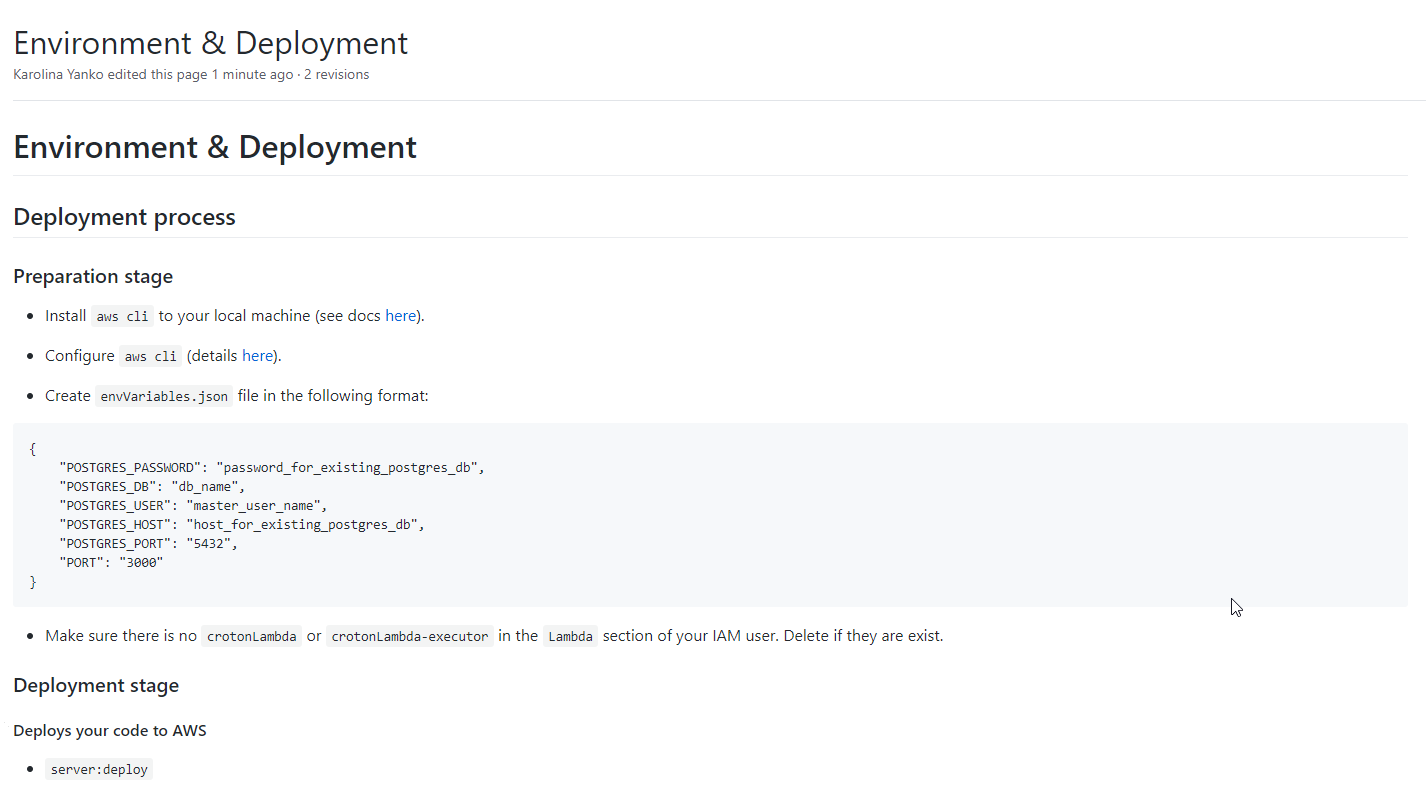 Environment & Deployment
Karolina Yanko edited this page 1 minute ago · 2 revisions
Environment & Deployment
Deployment process
Preparation stage
• Install aws cli to your local machine (see docs here).
• Configure aws cli (details here).
• Create envVariables.json file in the following format:
{
    "POSTGRES_PASSWORD": "password_for_existing_postgres_db",
    "POSTGRES_DB": "db_name",
    "POSTGRES_USER": "master_user_name",
    "POSTGRES_HOST": "host_for_existing_postgres_db",
    "POSTGRES_PORT": "5432",
    "PORT": "3000"
}
• Make sure there is no crotonLambda or crotonLambda-executor in the Lambda section of your IAM user. Delete if they are exist.
Deployment stage
Deploys your code to AWS
• server:deploy